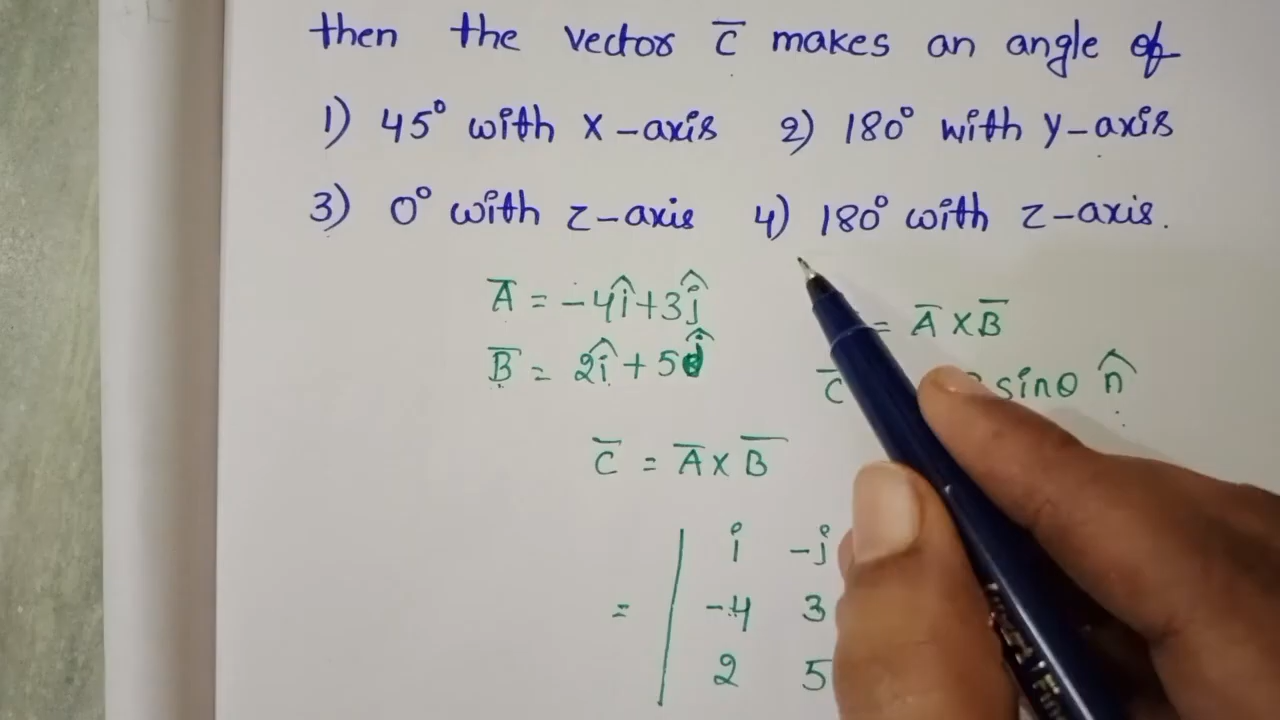 then the vector C̅ makes an angle of
1) 45° with x-axis 2) 180° with y-axis
3) 0° with z-axis 4) 180° with z-axis.
A̅ = -4î+3ĵ
= A̅ X B̅
B̅ = 2î + 5ĵ
C̅ sinθ n̂
C̅ = A̅ X B̅
i -j
= -4 3
2 5